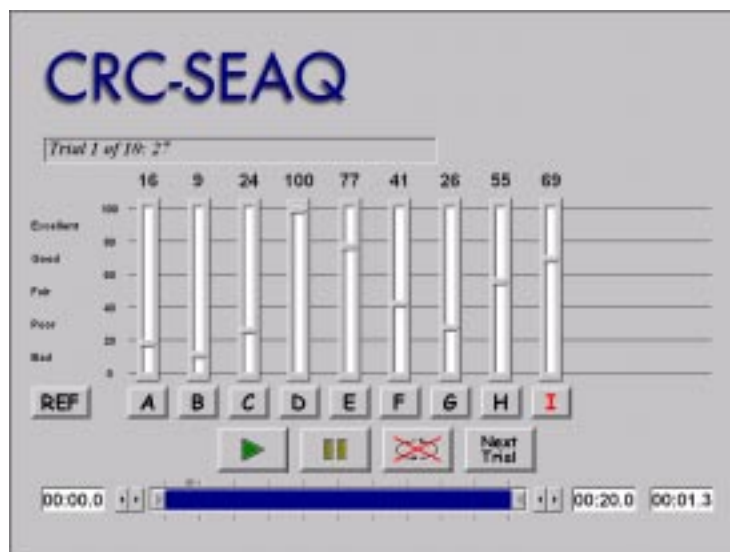 CRC-SEAQ
Trial 1 of 10: 27
16 9 24 100 77 41 26 55 69
100
Excellent
80
Good
60
Fair
40
Poor
20
Bad
0
REF A B C D E F G H I
Next
Trial
00:00.0 00:20.0 00:01.3